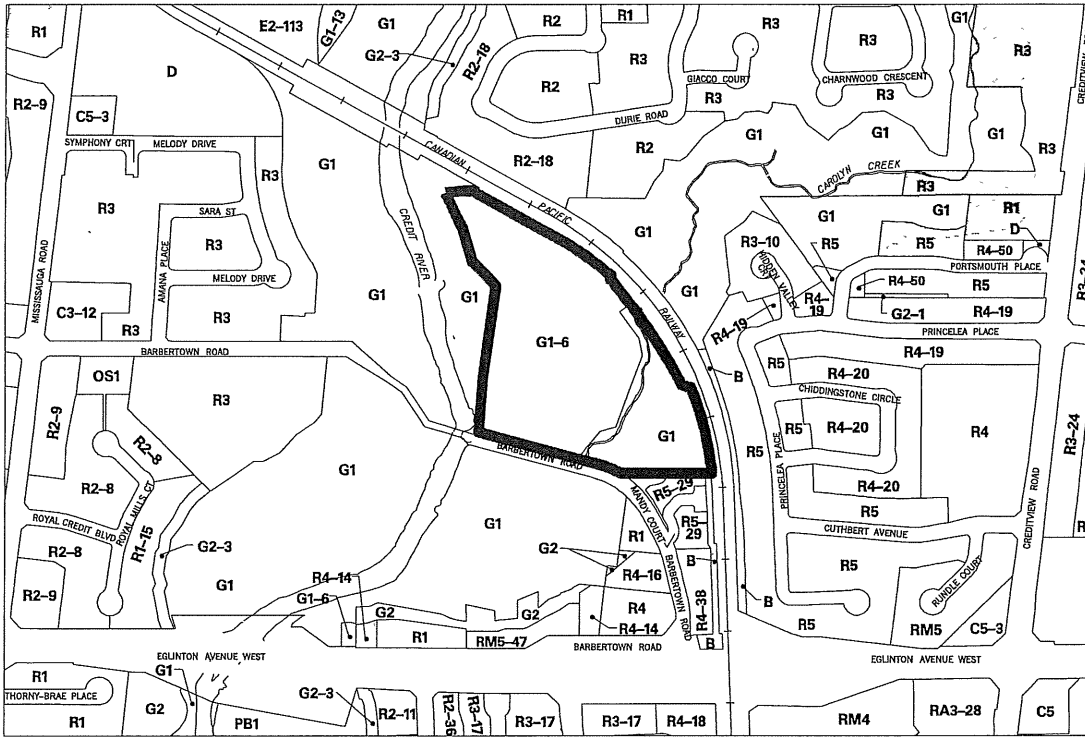 R1
E2-113
G1-13
G1
G2-3
R2-18
R2
R1
R3
R3
G1
R3
CREDITVIEW RD
D
R2-9
C5-3
R2
R3
GIACCO COURT
CHARNWOOD CRESCENT
R3
R3
DURIE ROAD
SYMPHONY CRT
MELODY DRIVE
G1
CANADIAN
R2-18
R2
G1
G1
G1
R3
CAROLYN CREEK
R3
R3
R3
SARA ST
R3
AMANA PLACE
MELODY DRIVE
R3
MISSISSAUGA ROAD
C3-12
R3
BARBERTOWN ROAD
CREDIT RIVER
PACIFIC
G1
G1
G1
RAILWAY
G1-6
G1
R3-10
KIDSEY VALLEY CRT
G1
G1
R5
R5
R1
D
R4-50
PORTSMOUTH PLACE
R4-50
R5
R4-19
R4-19
G2-1
R4-19
PRINCELEA PLACE
R4-19
R3-24
B
R5
R4-20
CHIDDINGSTONE CIRCLE
R5
R4-20
R4
R3-24
R4-20
R5
PRINCELEA PLACE
R5
CUTHBERT AVENUE
CREDITVIEW ROAD
OS1
R2-9
R3
R2-8
R2-8
ROYAL CREDIT BLVD
ROYAL MILLS CT
R1-15
G2-3
R2-8
R2-9
G1
G1
BARBERTOWN ROAD
G1
G1
R5-29
MANDY COURT
R5-29
R1
G2
R4-16
B
R4-14
G1-6
G2
G2
R4
R4-14
R1
RM5-47
BARBERTOWN ROAD
BARBERTOWN ROAD
R4-38
B
B
R5
R5
RUNDLE COURT
RM5
C5-3
EGLINTON AVENUE WEST
EGLINTON AVENUE WEST
R1
THORNY-BRAE PLACE
R1
G1
G2
PB1
G2-3
R2-11
R2-36
R3-17
R3-17
R3-17
R4-18
RM4
RA3-28
C5